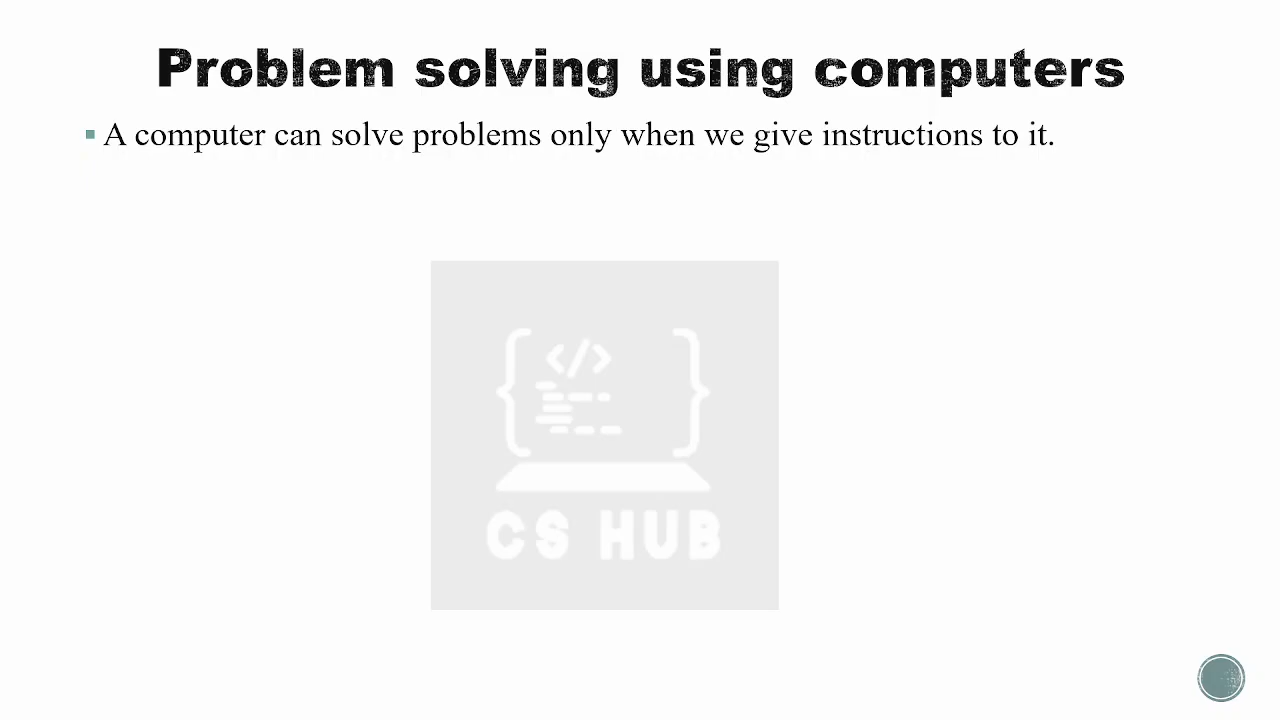 Problem solving using computers
A computer can solve problems only when we give instructions to it.
</>
CS HUB